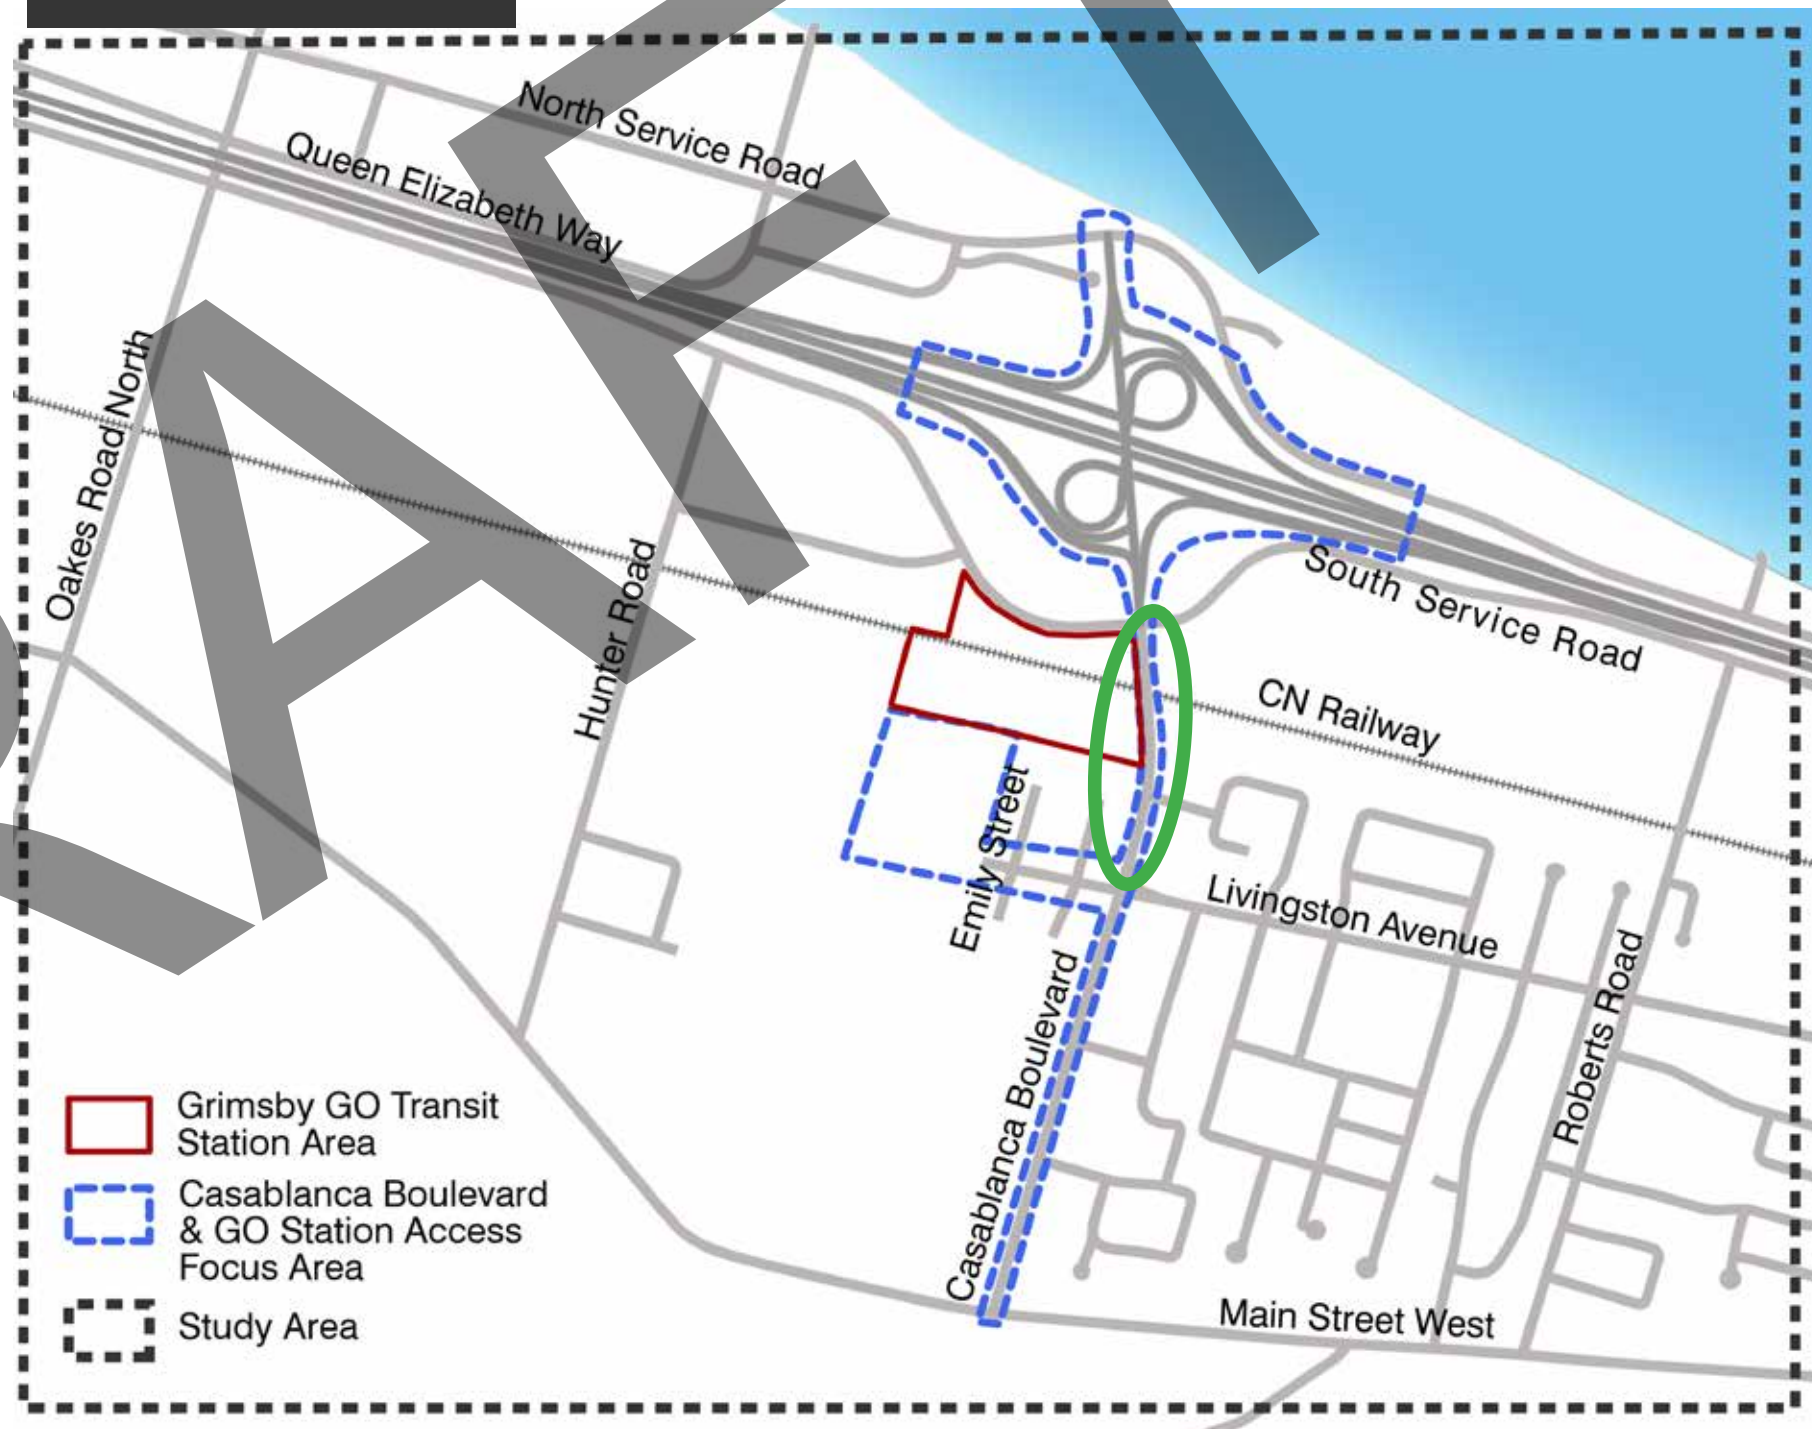 North Service Road
Queen Elizabeth Way
Oakes Road North
Hunter Road
South Service Road
CN Railway
Emily Street
Livingston Avenue
Casablanca Boulevard
Roberts Road
Main Street West
Grimsby GO Transit
Station Area
Casablanca Boulevard
& GO Station Access
Focus Area
Study Area